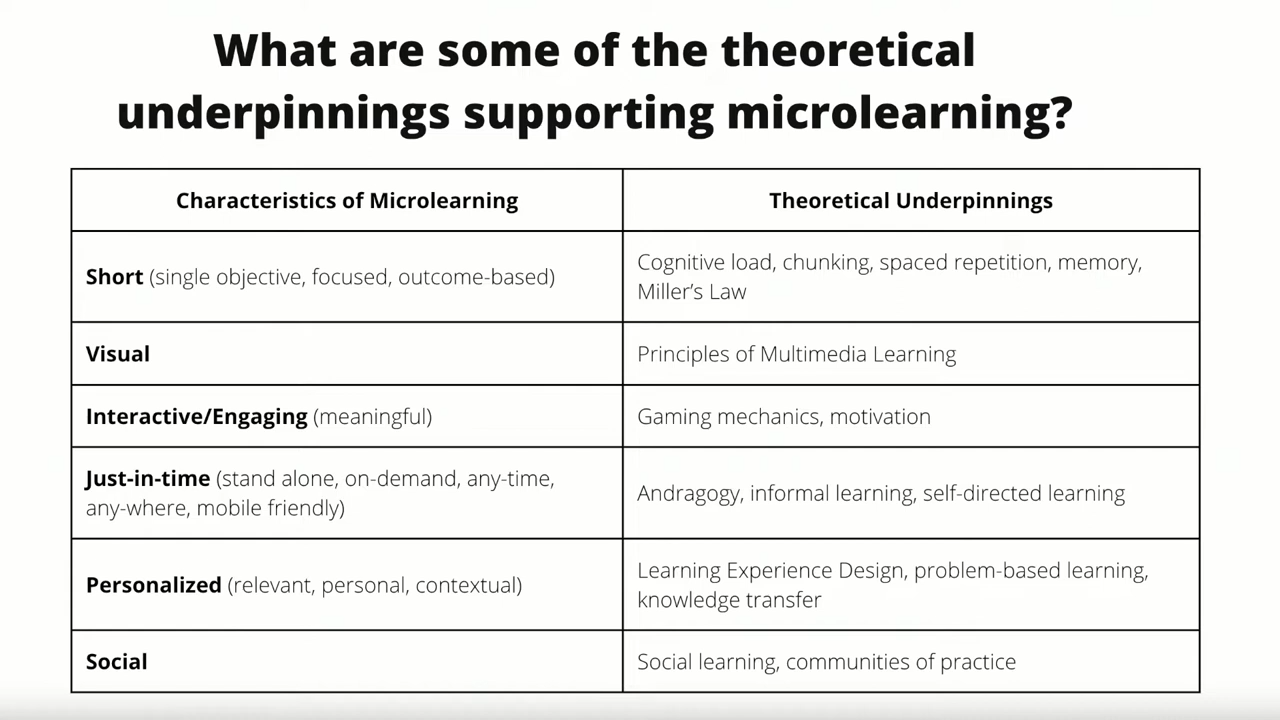 What are some of the theoretical
underpinnings supporting microlearning?
Characteristics of Microlearning
Theoretical Underpinnings
Short (single objective, focused, outcome-based)
Cognitive load, chunking, spaced repetition, memory,
Miller’s Law
Visual
Principles of Multimedia Learning
Interactive/Engaging (meaningful)
Gaming mechanics, motivation
Just-in-time (stand alone, on-demand, any-time,
any-where, mobile friendly)
Andragogy, informal learning, self-directed learning
Personalized (relevant, personal, contextual)
Learning Experience Design, problem-based learning,
knowledge transfer
Social
Social learning, communities of practice